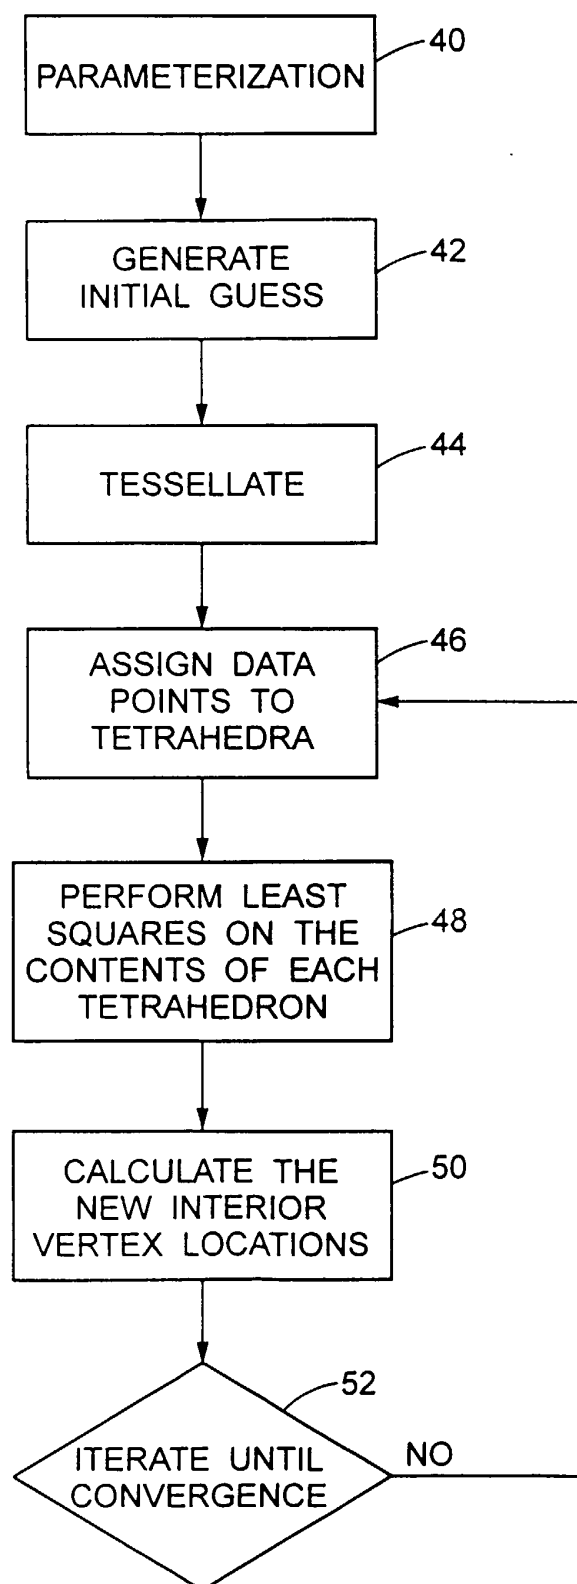 40
PARAMETERIZATION
42
GENERATE
INITIAL GUESS
44
TESSELLATE
46
ASSIGN DATA
POINTS TO
TETRAHEDRA
48
PERFORM LEAST
SQUARES ON THE
CONTENTS OF EACH
TETRAHEDRON
50
CALCULATE THE
NEW INTERIOR
VERTEX LOCATIONS
52
ITERATE UNTIL
CONVERGENCE
NO